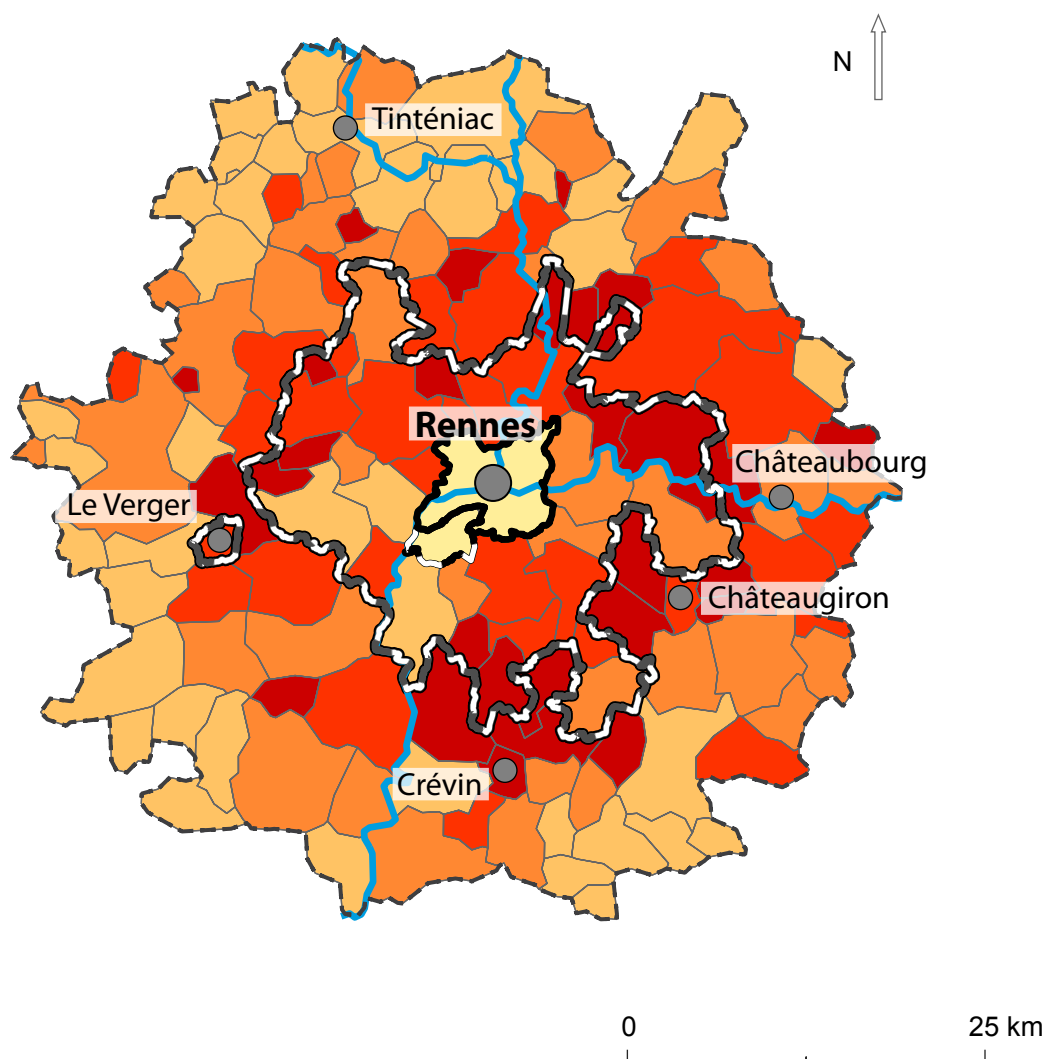 N
Tinténiac
Rennes
Châteaubourg
Le Verger
Châteaugiron
Crévin
0 25 km